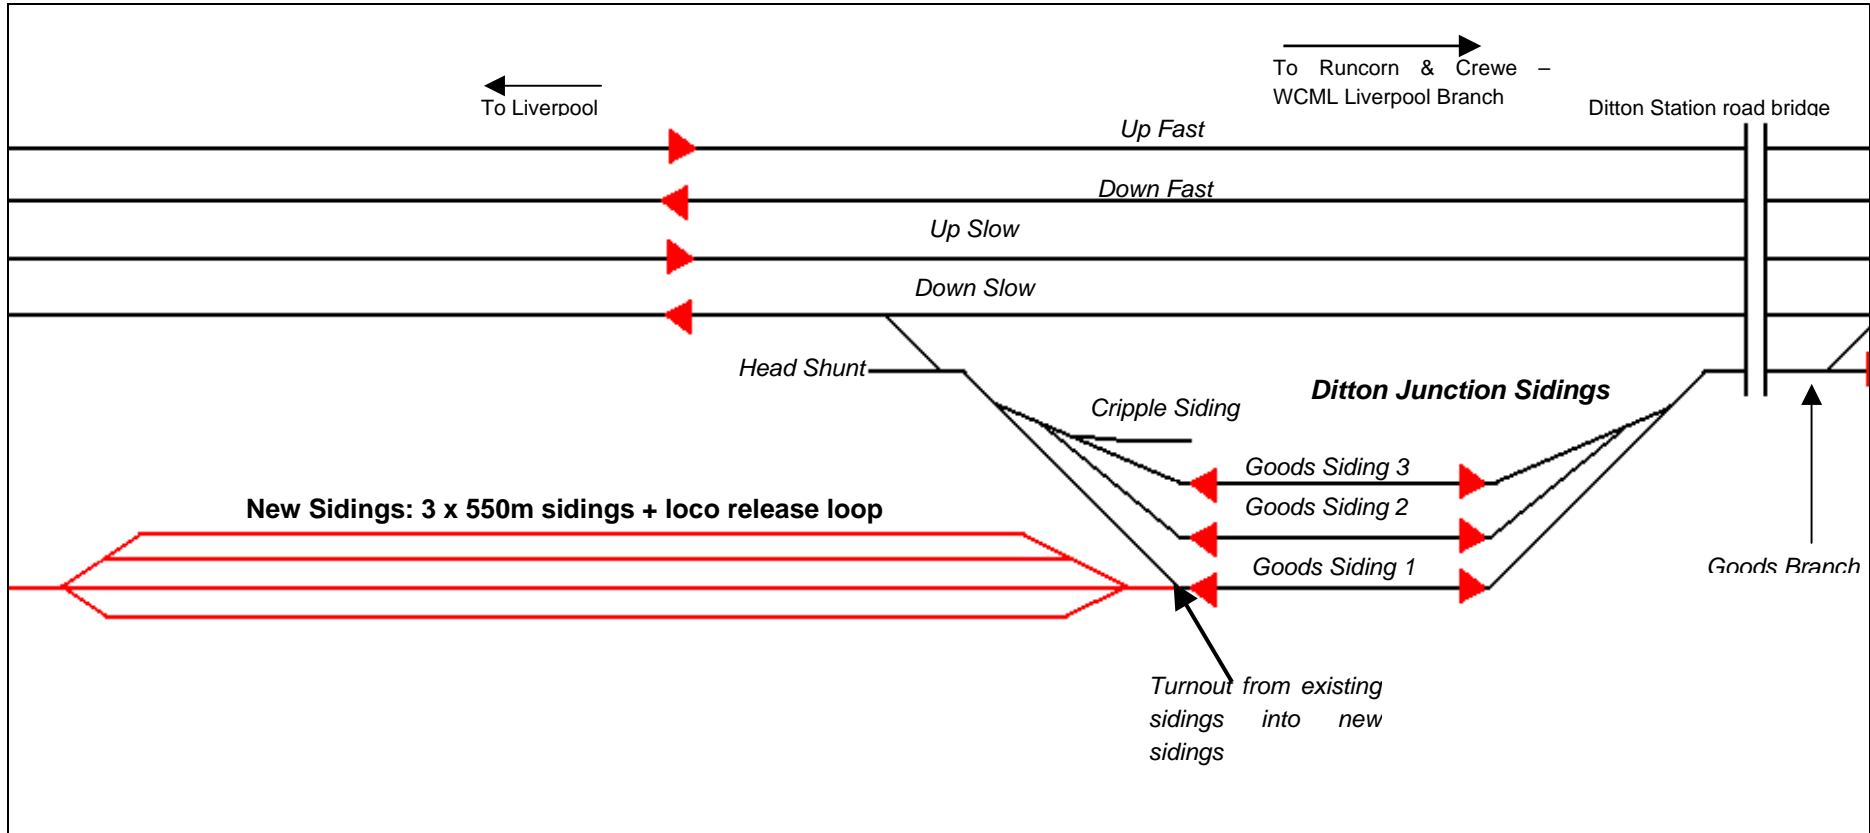 To Liverpool
To Runcorn & Crewe –
WCML Liverpool Branch
Ditton Station road bridge
Up Fast
Down Fast
Up Slow
Down Slow
Head Shunt
Ditton Junction Sidings
Cripple Siding
Goods Siding 3
New Sidings: 3 x 550m sidings + loco release loop
Goods Siding 2
Goods Siding 1
Goods Branch
Turnout from existing
sidings into new
sidings